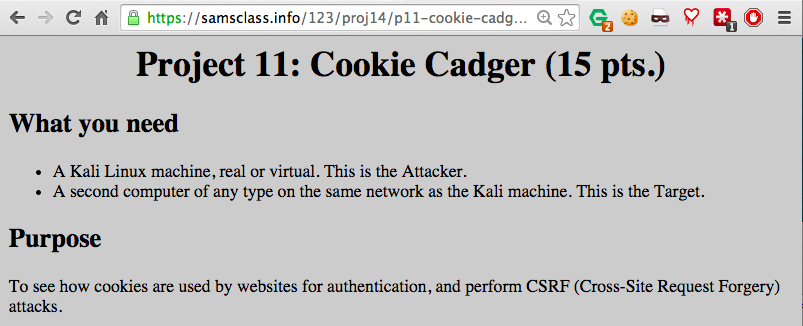 https://samsclass.info/123/proj14/p11-cookie-cadg...
2
1
Project 11: Cookie Cadger (15 pts.)
What you need
• A Kali Linux machine, real or virtual. This is the Attacker.
• A second computer of any type on the same network as the Kali machine. This is the Target.
Purpose
To see how cookies are used by websites for authentication, and perform CSRF (Cross-Site Request Forgery)
attacks.